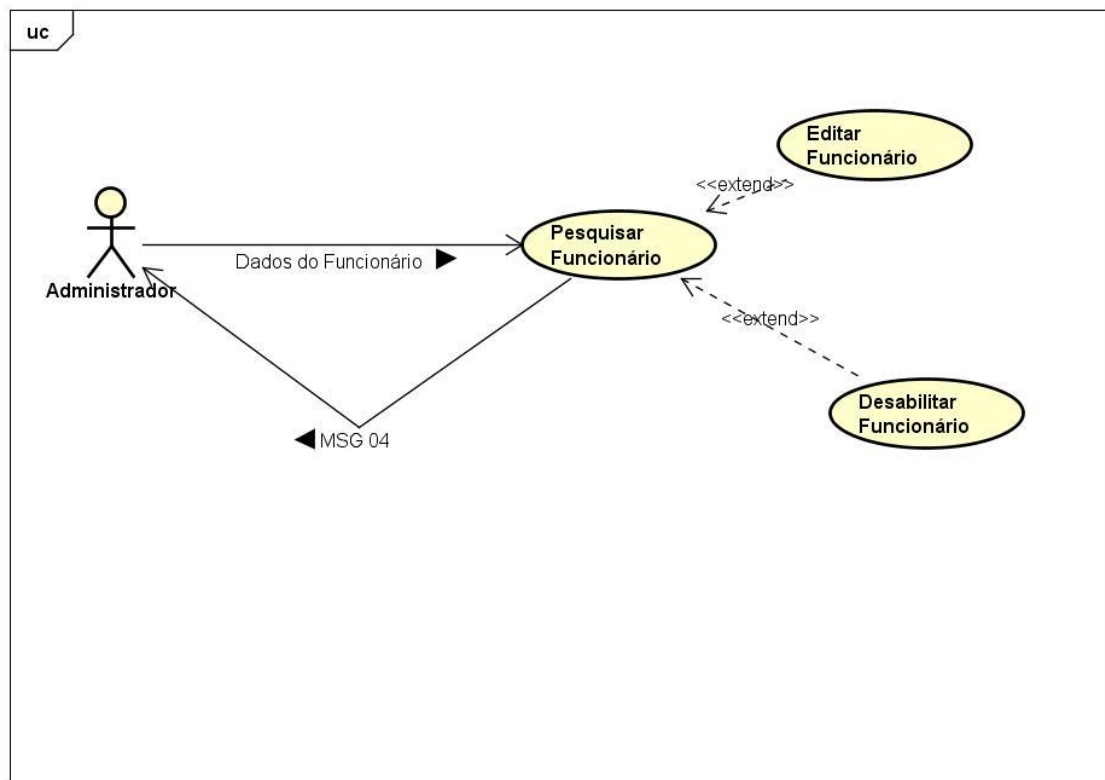 uc
Editar
Funcionário
<<extend>>
Pesquisar
Funcionário
Dados do Funcionário
Administrador
<<extend>>
Desabilitar
Funcionário
MSG 04